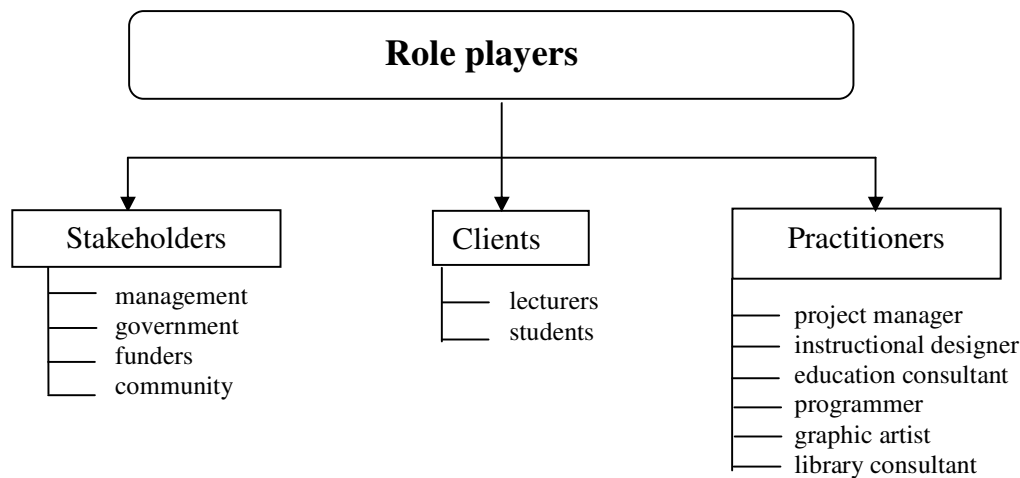 Role players
Stakeholders
management
government
funders
community
Clients
lecturers
students
Practitioners
project manager
instructional designer
education consultant
programmer
graphic artist
library consultant